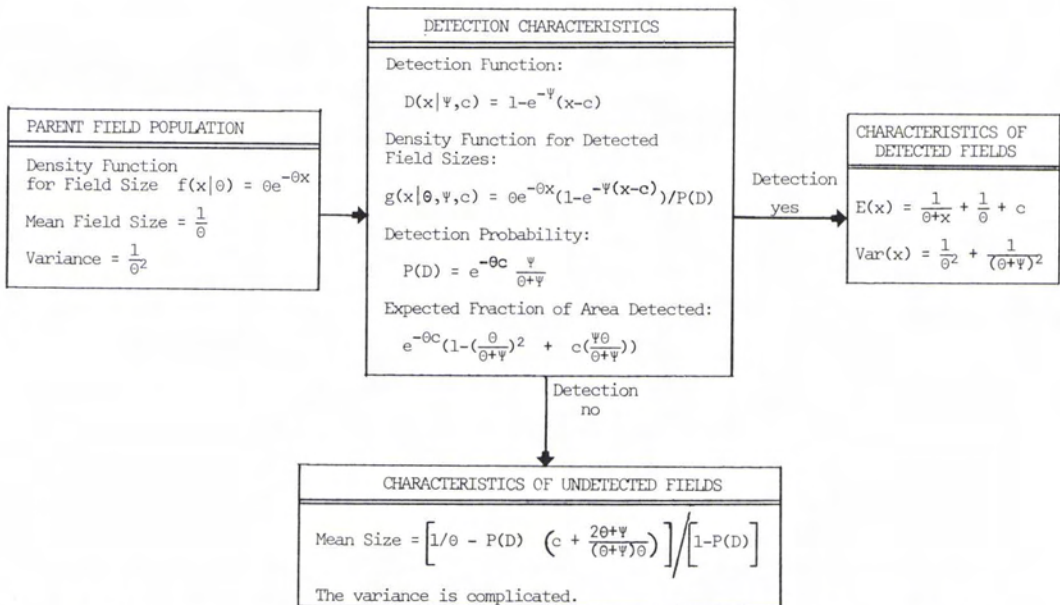 PARENT FIELD POPULATION
Density Function
for Field Size f(x|θ) = θe^{-θx}
Mean Field Size = 1/θ
Variance = 1/θ²
DETECTION CHARACTERISTICS
Detection Function:
D(x|Ψ,c) = 1-e^{-Ψ}(x-c)
Density Function for Detected
Field Sizes:
g(x|θ,Ψ,c) = θe^{-θx}(1-e^{-Ψ(x-c)})/P(D)
Detection Probability:
P(D) = e^{-θc} Ψ/(θ+Ψ)
Expected Fraction of Area Detected:
e^{-θc}(1-(θ/(θ+Ψ))² + c(Ψθ/(θ+Ψ)))
Detection
yes
CHARACTERISTICS OF
DETECTED FIELDS
E(x) = 1/(θ+x) + 1/θ + c
Var(x) = 1/θ² + 1/(θ+Ψ)²
Detection
no
CHARACTERISTICS OF UNDETECTED FIELDS
Mean Size = [1/θ - P(D) (c + (2θ+Ψ)/((θ+Ψ)θ))]/[1-P(D)]
The variance is complicated.